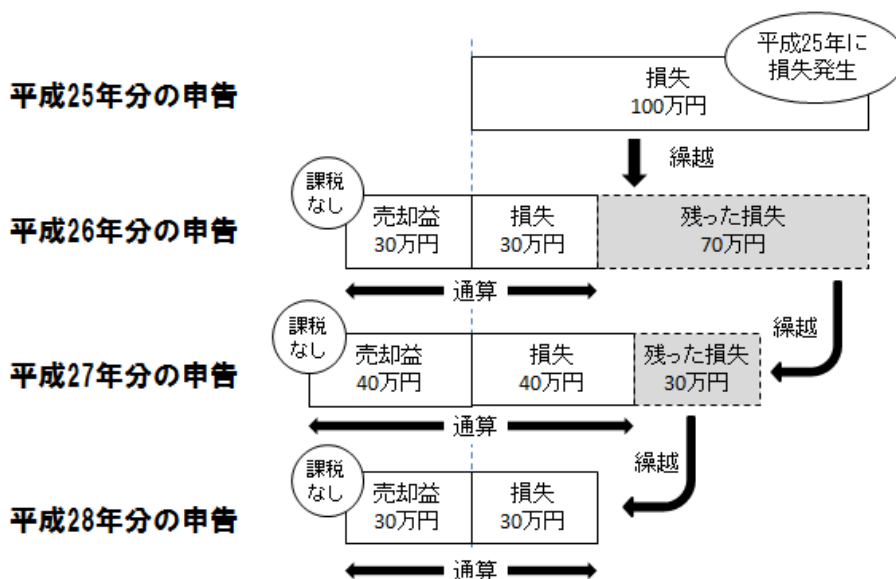 平成25年に
損失発生
平成25年分の申告
損失
100万円
繰越
課税
なし
平成26年分の申告
売却益
30万円
損失
30万円
残った損失
70万円
通算
繰越
課税
なし
平成27年分の申告
売却益
40万円
損失
40万円
残った損失
30万円
通算
繰越
課税
なし
平成28年分の申告
売却益
30万円
損失
30万円
通算